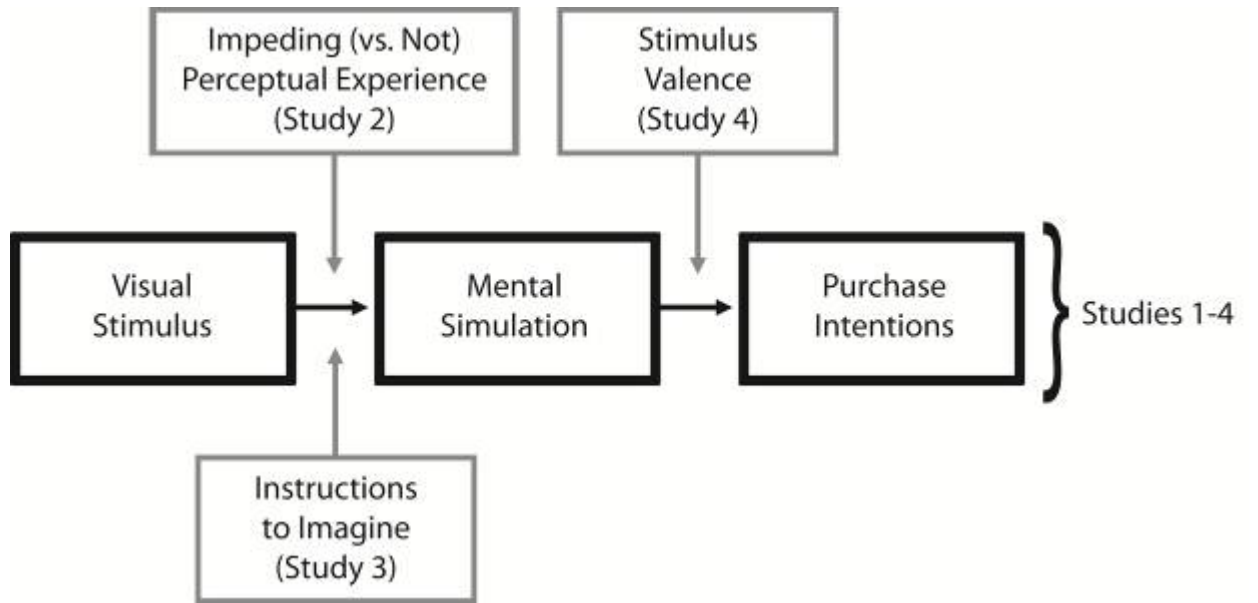 Impeding (vs. Not)
Perceptual Experience
(Study 2)
Stimulus
Valence
(Study 4)
Visual
Stimulus
Mental
Simulation
Purchase
Intentions
Studies 1-4
Instructions
to Imagine
(Study 3)